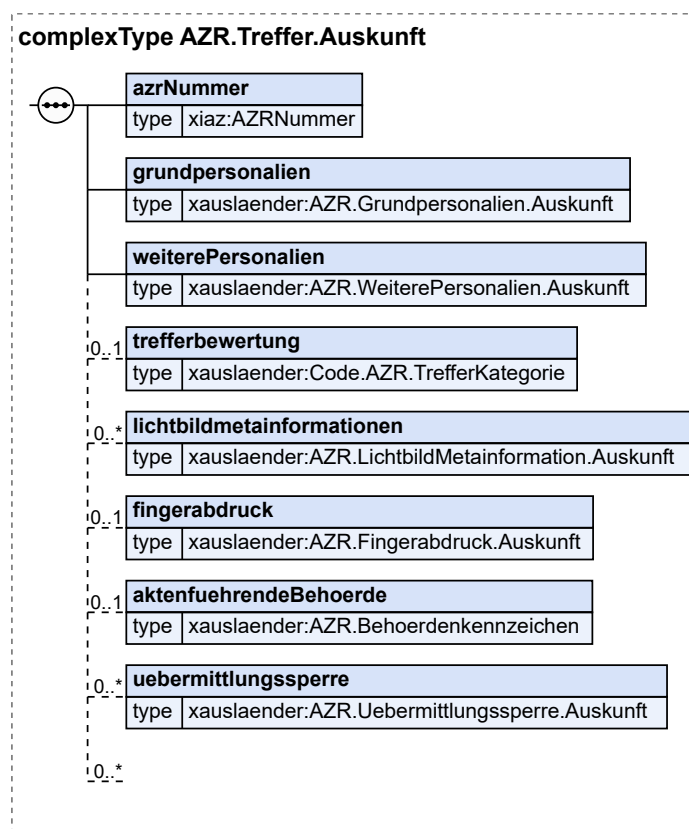 complexType AZR.Treffer.Auskunft
azrNummer
type xiaz:AZRNummer
grundpersonalien
type xauslaender:AZR.Grundpersonalien.Auskunft
weiterePersonalien
type xauslaender:AZR.WeiterePersonalien.Auskunft
0..1 trefferbewertung
type xauslaender:Code.AZR.TrefferKategorie
0..* lichtbildmetainformationen
type xauslaender:AZR.LichtbildMetainformation.Auskunft
0..1 fingerabdruck
type xauslaender:AZR.Fingerabdruck.Auskunft
0..1 aktenfuehrendeBehoerde
type xauslaender:AZR.Behoerdenkennzeichen
0..* uebermittlungssperre
type xauslaender:AZR.Uebermittlungssperre.Auskunft
0..*